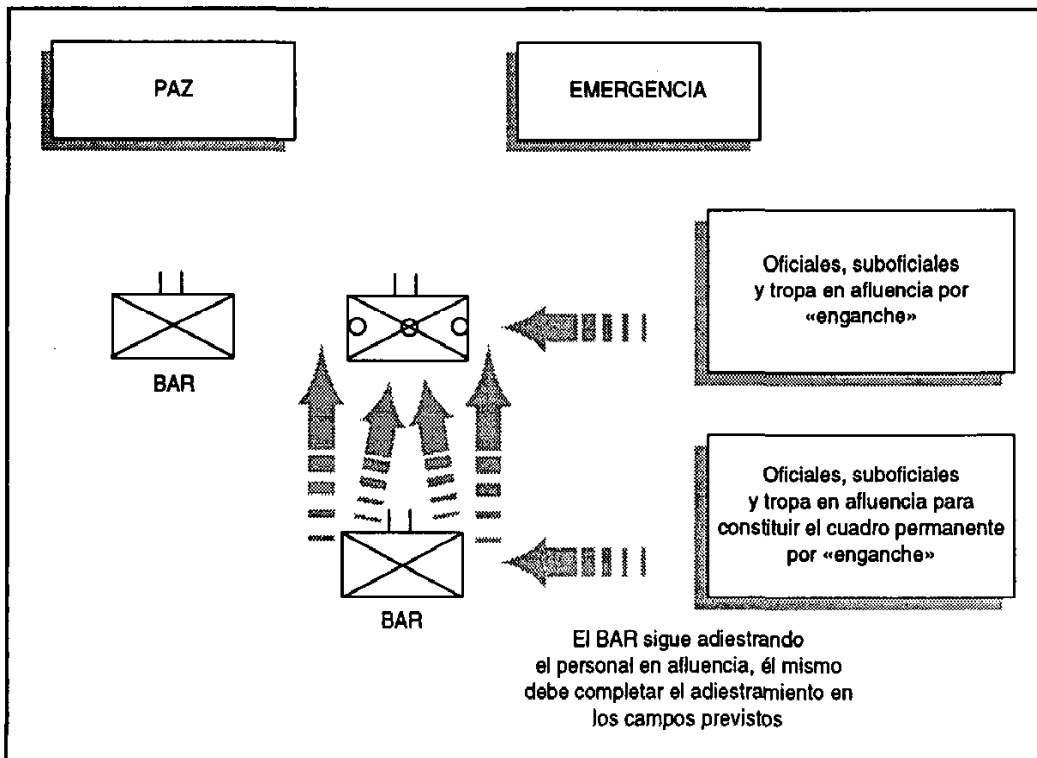 PAZ
EMERGENCIA
Oficiales, suboficiales
y tropa en afluencia por
«enganche»
BAR
Oficiales, suboficiales
y tropa en afluencia para
constituir el cuadro permanente
por «enganche»
BAR
El BAR sigue adiestrando
el personal en afluencia, él mismo
debe completar el adiestramiento en
los campos previstos